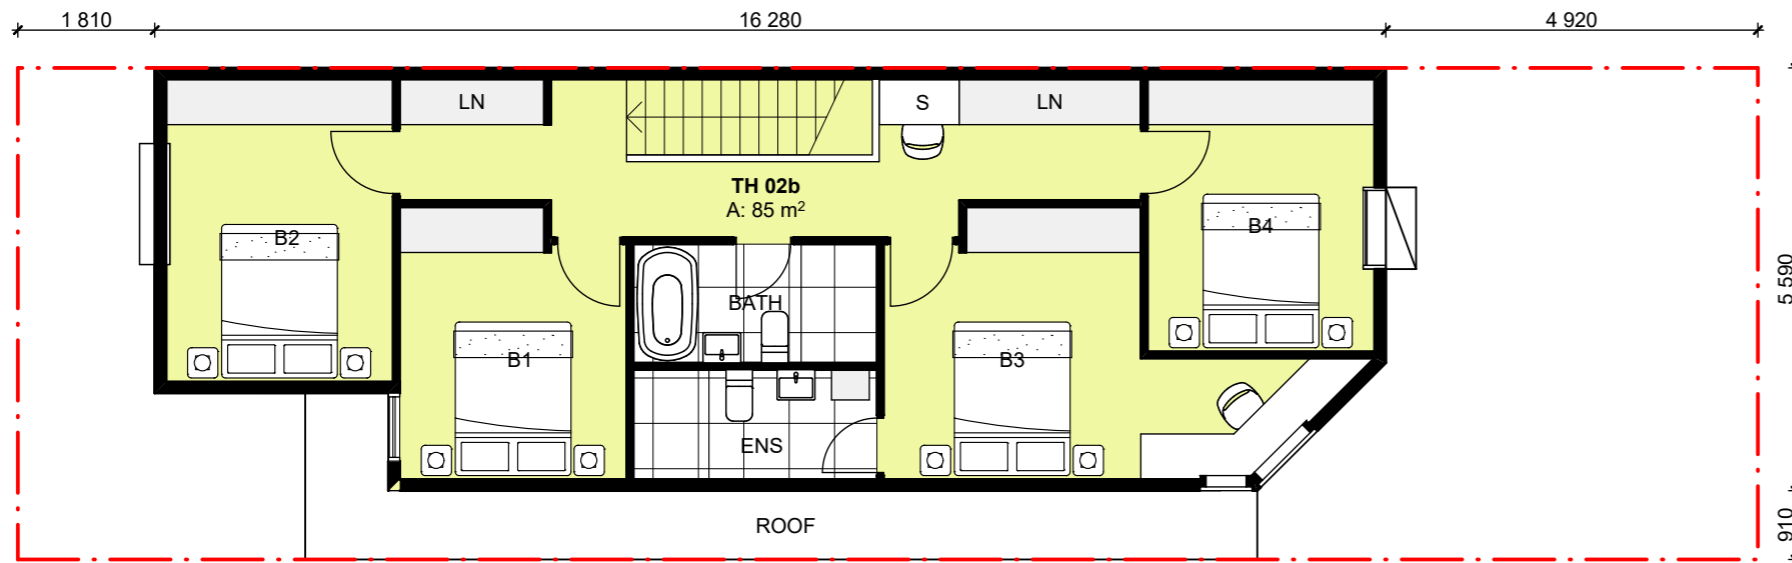 1 810
16 280
4 920
LN
S
LN
TH 02b
A: 85 m²
B2
B4
5 590
BATH
B1
B3
ENS
ROOF
910